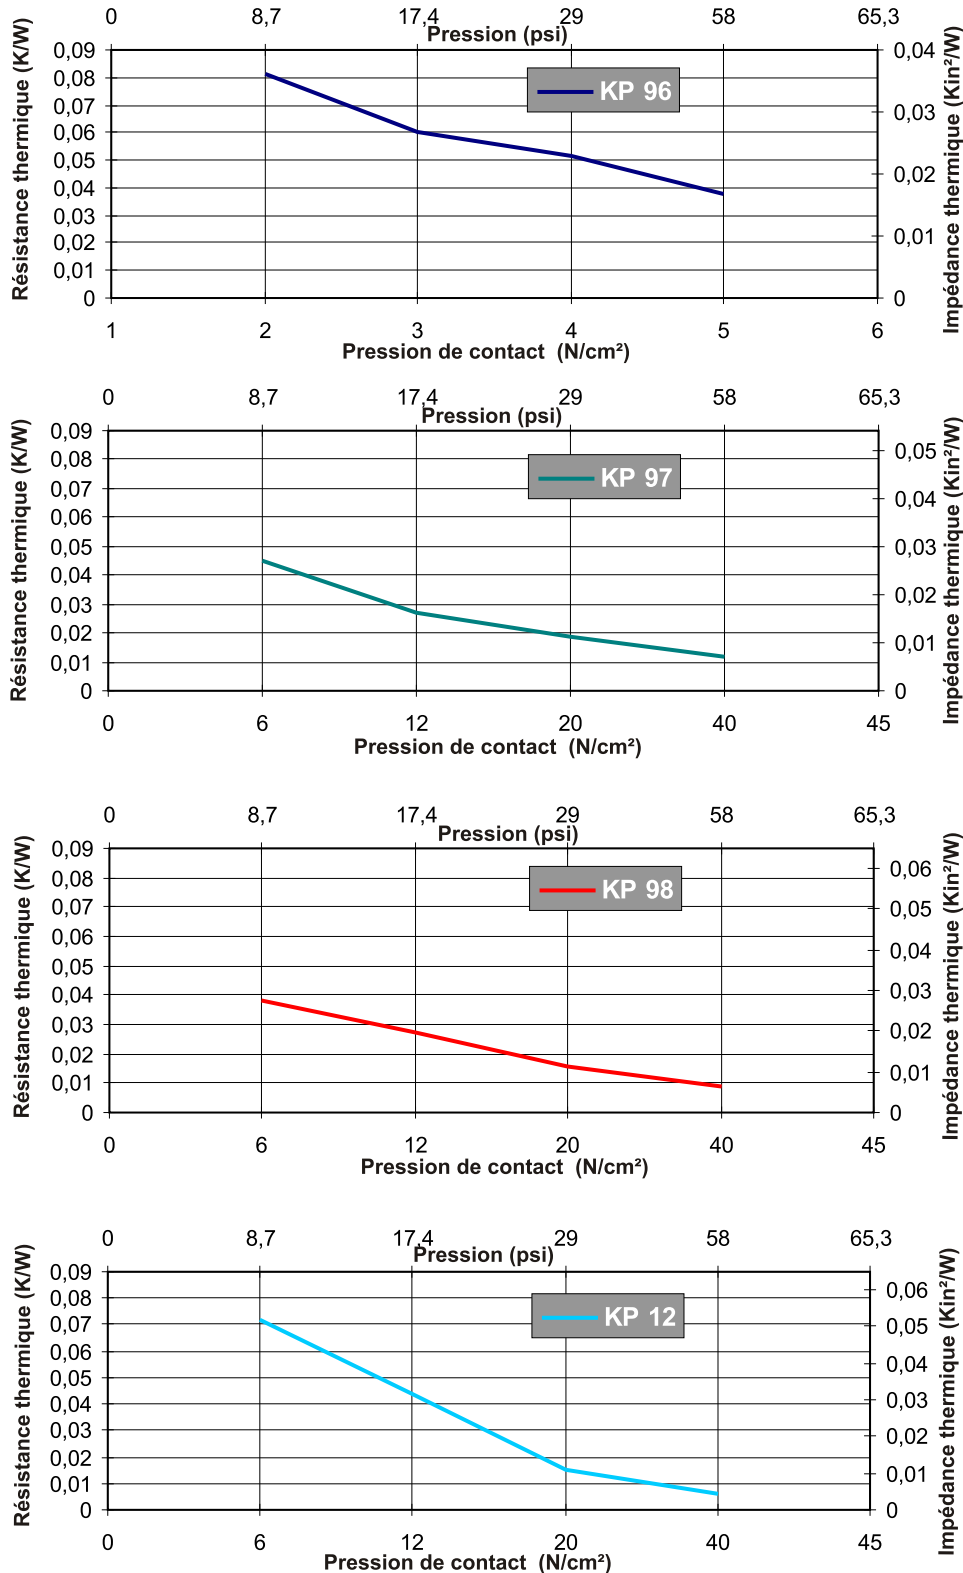 0 8,7 17,4 29 58 65,3
Pression (psi)
Résistance thermique (K/W)
0,09
0,08
0,07
0,06
0,05
0,04
0,03
0,02
0,01
0
KP 96
0,04
0,03
0,02
0,01
0
Impédance thermique (Kin²/W)
1 2 3 4 5 6
Pression de contact (N/cm²)
0 8,7 17,4 29 58 65,3
Pression (psi)
Résistance thermique (K/W)
0,09
0,08
0,07
0,06
0,05
0,04
0,03
0,02
0,01
0
KP 97
0,05
0,04
0,03
0,02
0,01
0
Impédance thermique (Kin²/W)
0 6 12 20 40 45
Pression de contact (N/cm²)
0 8,7 17,4 29 58 65,3
Pression (psi)
Résistance thermique (K/W)
0,09
0,08
0,07
0,06
0,05
0,04
0,03
0,02
0,01
0
KP 98
0,06
0,05
0,04
0,03
0,02
0,01
0
Impédance thermique (Kin²/W)
0 6 12 20 40 45
Pression de contact (N/cm²)
0 8,7 17,4 29 58 65,3
Pression (psi)
Résistance thermique (K/W)
0,09
0,08
0,07
0,06
0,05
0,04
0,03
0,02
0,01
0
KP 12
0,06
0,05
0,04
0,03
0,02
0,01
0
Impédance thermique (Kin²/W)
0 6 12 20 40 45
Pression de contact (N/cm²)